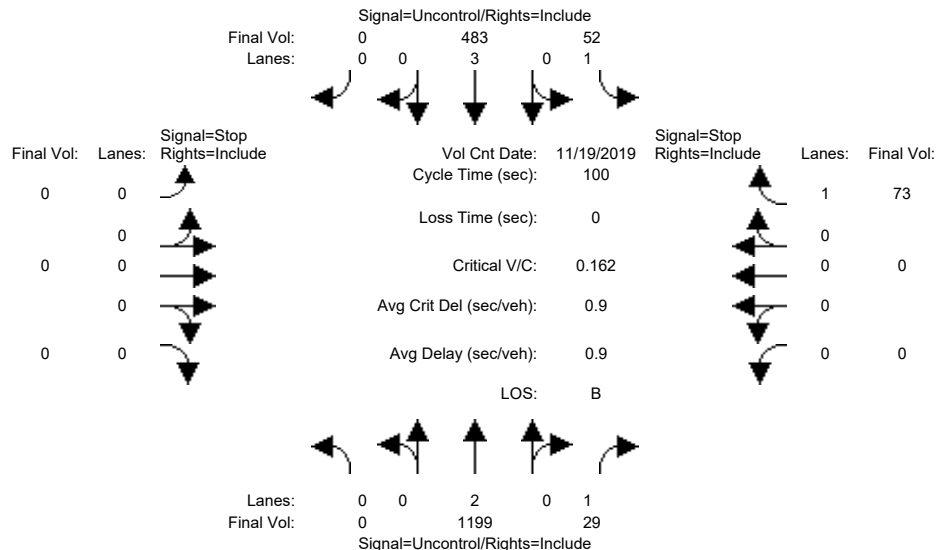 Signal=Uncontrol/Rights=Include
Final Vol: 0 483 52
Lanes: 0 0 3 0 1
Signal=Stop
Final Vol: Lanes: Rights=Include
Vol Cnt Date: 11/19/2019
Signal=Stop
Rights=Include Lanes: Final Vol:
Cycle Time (sec): 100
0 0
1 73
Loss Time (sec): 0
0
0
0 0
Critical V/C: 0.162
0 0
0
Avg Crit Del (sec/veh): 0.9
0
0 0
Avg Delay (sec/veh): 0.9
0 0
LOS: B
Lanes: 0 0 2 0 1
Final Vol: 0 1199 29
Signal=Uncontrol/Rights=Include